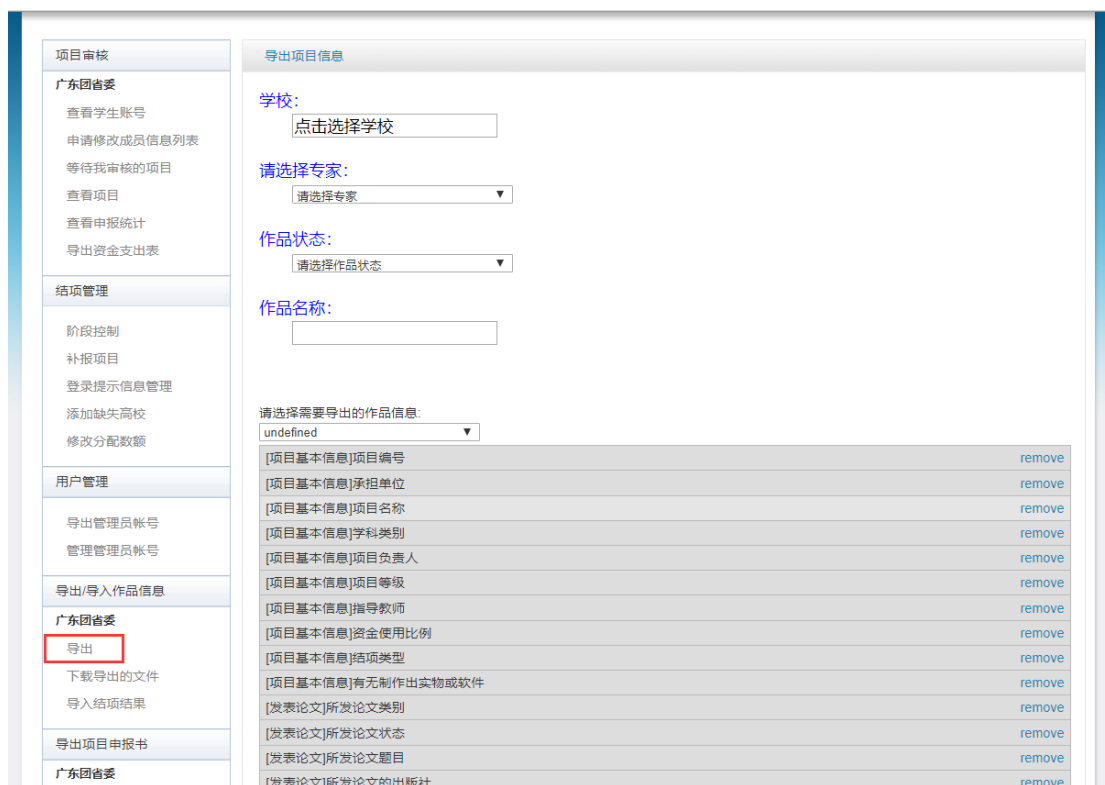 项目审核
广东团省委
查看学生账号
申请修改成员信息列表
等待我审核的项目
查看项目
查看申报统计
导出资金支出表
结项管理
阶段控制
补报项目
登录提示信息管理
添加缺失高校
修改分配数额
用户管理
导出管理员帐号
管理管理员帐号
导出/导入作品信息
广东团省委
导出
下载导出的文件
导入结项结果
导出项目申报书
广东团省委
导出项目信息
学校：
点击选择学校
请选择专家：
请选择专家
作品状态：
请选择作品状态
作品名称：
请选择需要导出的作品信息:
undefined
[项目基本信息]项目编号 remove
[项目基本信息]承担单位 remove
[项目基本信息]项目名称 remove
[项目基本信息]学科类别 remove
[项目基本信息]项目负责人 remove
[项目基本信息]项目等级 remove
[项目基本信息]指导教师 remove
[项目基本信息]资金使用比例 remove
[项目基本信息]结项类型 remove
[项目基本信息]有无制作出实物或软件 remove
[发表论文]所发论文类别 remove
[发表论文]所发论文状态 remove
[发表论文]所发论文题目 remove
[发表论文]所发论文的出版社 remove